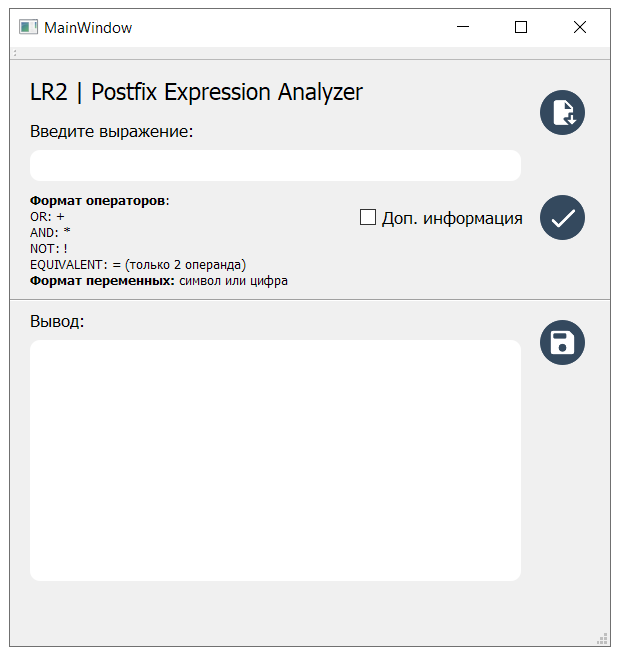 MainWindow
LR2 | Postfix Expression Analyzer
Введите выражение:
Формат операторов:
OR: +
AND: *
NOT: !
EQUIVALENT: = (только 2 операнда)
Формат переменных: символ или цифра
Доп. информация
Вывод: